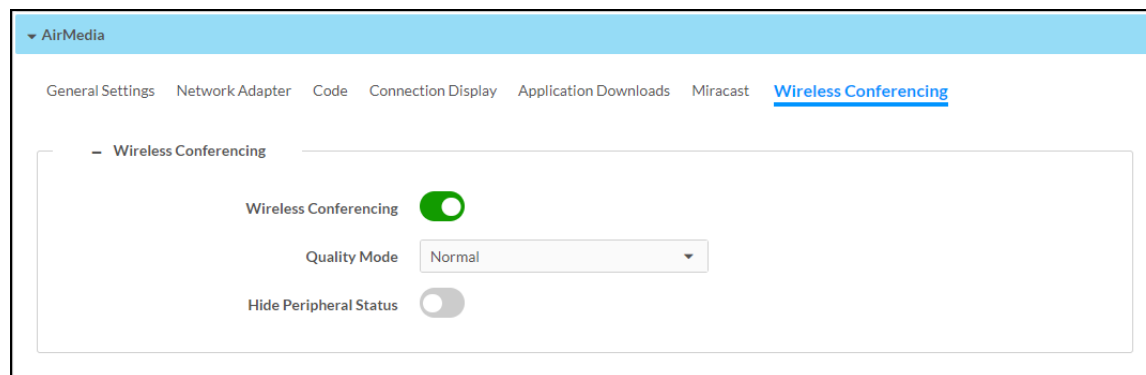 AirMedia
General Settings Network Adapter Code Connection Display Application Downloads Miracast Wireless Conferencing
Wireless Conferencing
Wireless Conferencing
Quality Mode Normal
Hide Peripheral Status